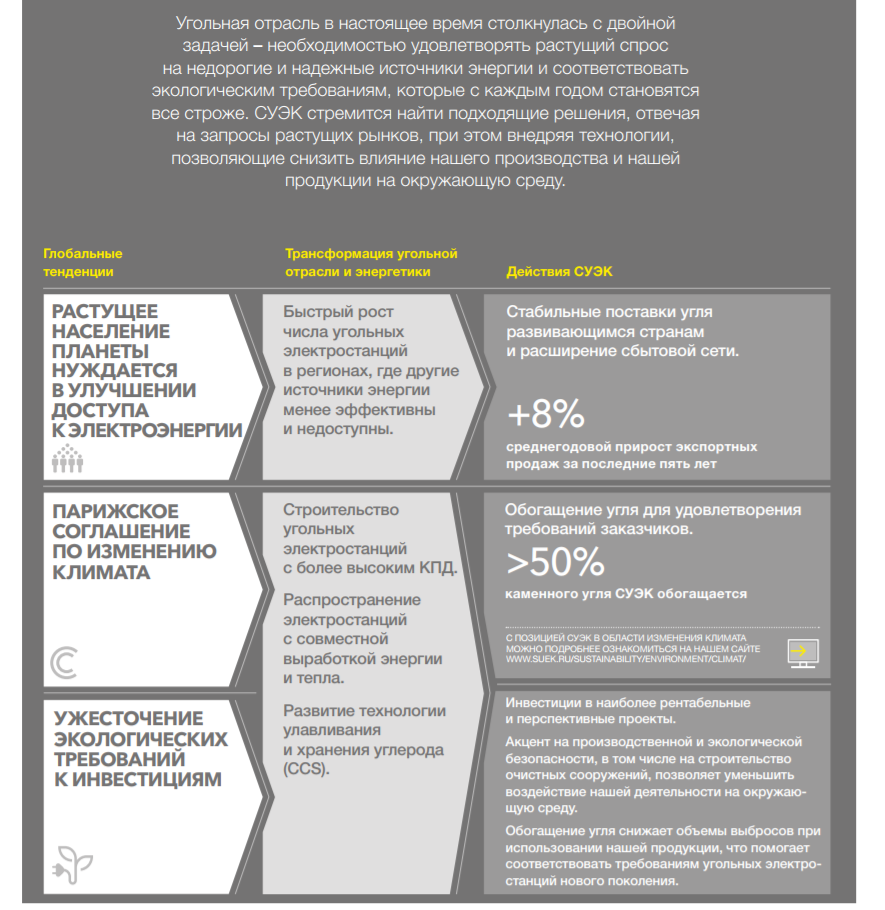 Угольная отрасль в настоящее время столкнулась с двойной
задачей – необходимостью удовлетворять растущий спрос
на недорогие и надежные источники энергии и соответствовать
экологическим требованиям, которые с каждым годом становятся
все строже. СУЭК стремится найти подходящие решения, отвечая
на запросы растущих рынков, при этом внедряя технологии,
позволяющие снизить влияние нашего производства и нашей
продукции на окружающую среду.
Глобальные
тенденции
Трансформация угольной
отрасли и энергетики
Действия СУЭК
РАСТУЩЕЕ
НАСЕЛЕНИЕ
ПЛАНЕТЫ
НУЖДАЕТСЯ
В УЛУЧШЕНИИ
ДОСТУПА
К ЭЛЕКТРОЭНЕРГИИ
Быстрый рост
числа угольных
электростанций
в регионах, где другие
источники энергии
менее эффективны
и недоступны.
Стабильные поставки угля
развивающимся странам
и расширение сбытовой сети.
+8%
среднегодовой прирост экспортных
продаж за последние пять лет
ПАРИЖСКОЕ
СОГЛАШЕНИЕ
ПО ИЗМЕНЕНИЮ
КЛИМАТА
Строительство
угольных
электростанций
с более высоким КПД.
Распространение
электростанций
с совместной
выработкой энергии
и тепла.
Развитие технологии
улавливания
и хранения углерода
(CCS).
Обогащение угля для удовлетворения
требований заказчиков.
>50%
каменного угля СУЭК обогащается
С ПОЗИЦИЕЙ СУЭК В ОБЛАСТИ ИЗМЕНЕНИЯ КЛИМАТА
МОЖНО ПОДРОБНЕЕ ОЗНАКОМИТЬСЯ НА НАШЕМ САЙТЕ
WWW.SUEK.RU/SUSTAINABILITY/ENVIRONMENT/CLIMAT/
УЖЕСТОЧЕНИЕ
ЭКОЛОГИЧЕСКИХ
ТРЕБОВАНИЙ
К ИНВЕСТИЦИЯМ
Инвестиции в наиболее рентабельные
и перспективные проекты.
Акцент на производственной и экологической
безопасности, в том числе на строительство
очистных сооружений, позволяет уменьшить
воздействие нашей деятельности на окружаю-
щую среду.
Обогащение угля снижает объемы выбросов при
использовании нашей продукции, что помогает
соответствовать требованиям угольных электро-
станций нового поколения.